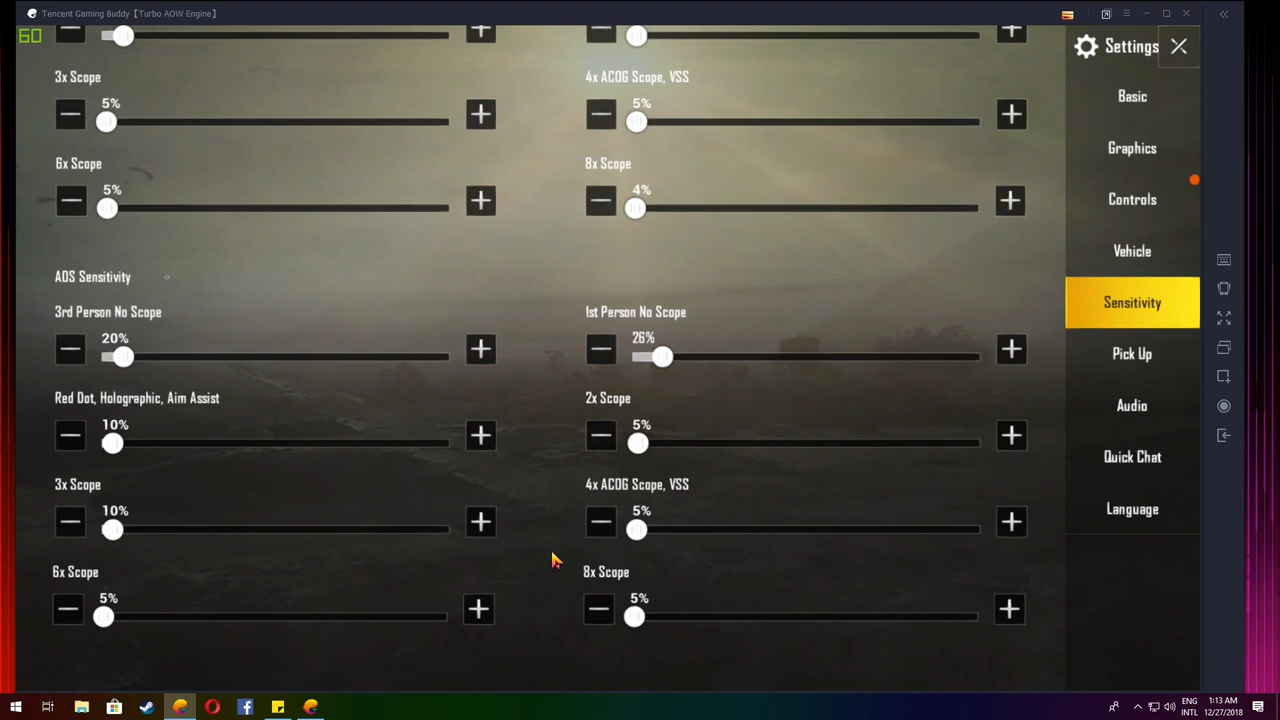 Tencent Gaming Buddy【Turbo AOW Engine】
60
Settings
3x Scope
4x ACOG Scope, VSS
5%
5%
6x Scope
8x Scope
5%
4%
ADS Sensitivity
3rd Person No Scope
1st Person No Scope
20%
26%
Red Dot, Holographic, Aim Assist
2x Scope
10%
5%
3x Scope
4x ACOG Scope, VSS
10%
5%
6x Scope
8x Scope
5%
5%
Basic
Graphics
Controls
Vehicle
Sensitivity
Pick Up
Audio
Quick Chat
Language
ENG
INTL
1:13 AM
12/27/2018